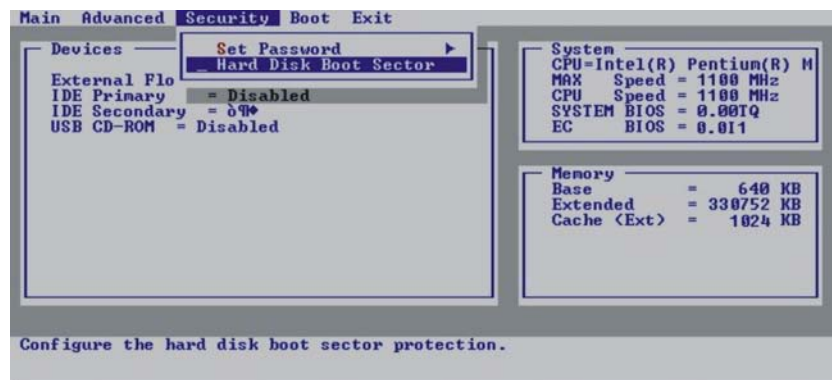 Main Advanced Security Boot Exit
Devices
Set Password
_ Hard Disk Boot Sector
External Flo
IDE Primary = Disabled
IDE Secondary = ò¶
USB CD-ROM = Disabled
System
CPU=Intel(R) Pentium(R) M
MAX Speed = 1100 MHz
CPU Speed = 1100 MHz
SYSTEM BIOS = 0.00TQ
EC BIOS = 0.0I1
Memory
Base = 640 KB
Extended = 330752 KB
Cache (Ext) = 1024 KB
Configure the hard disk boot sector protection.